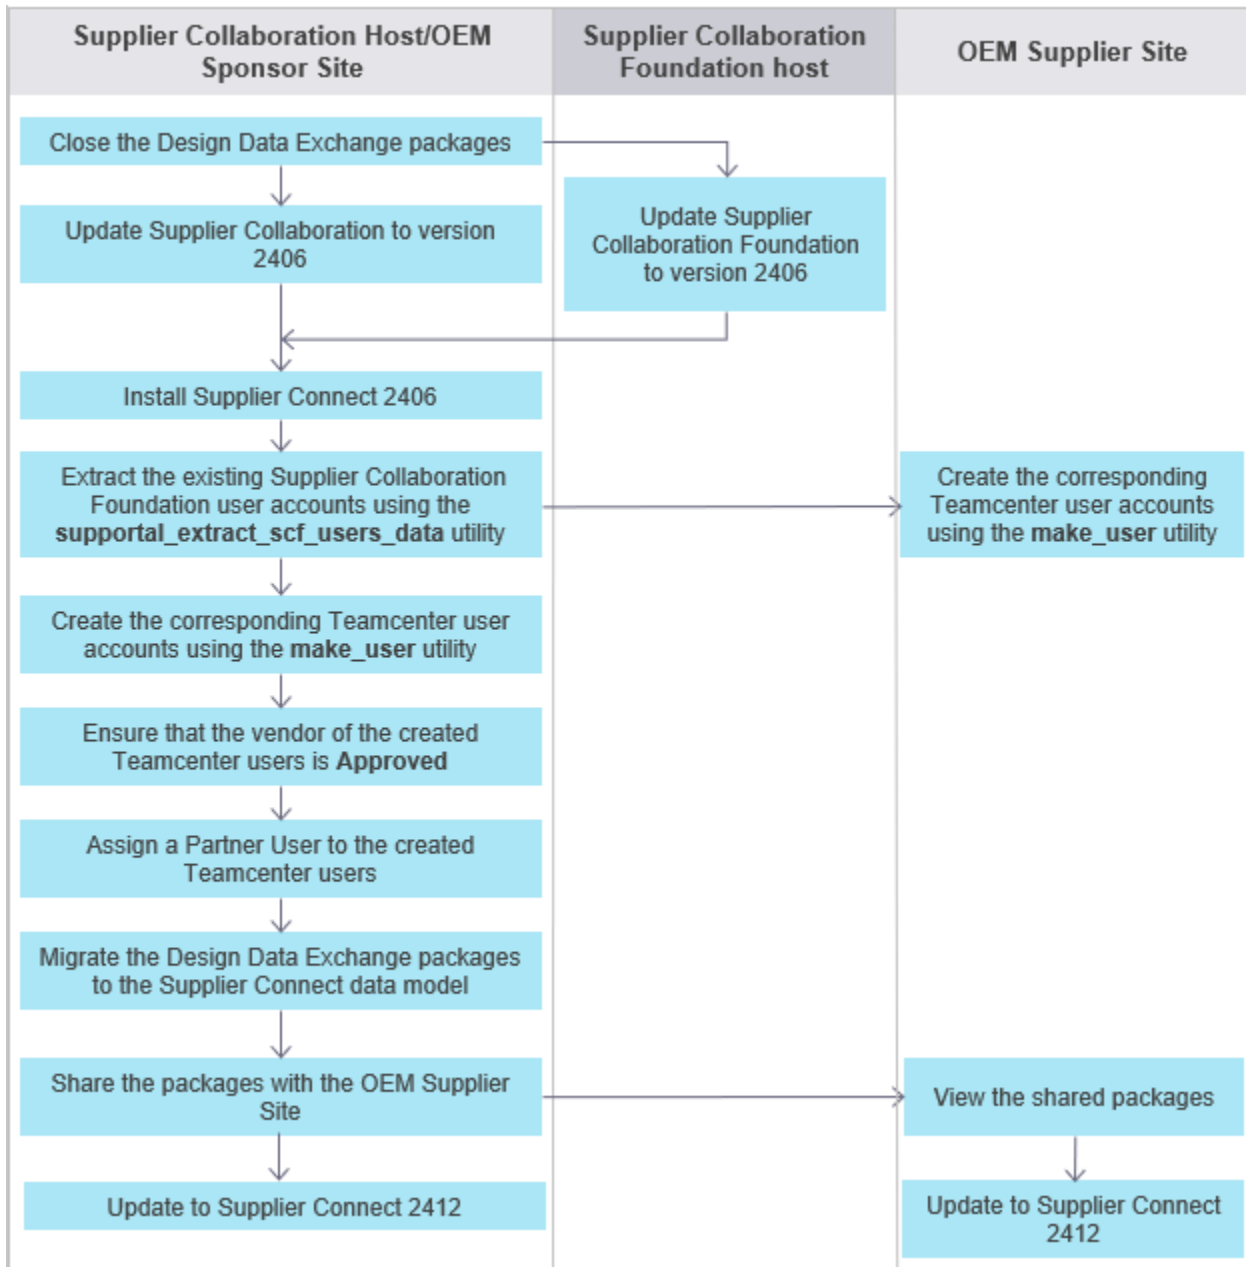 Supplier Collaboration Host/OEM
Sponsor Site
Supplier Collaboration
Foundation host
OEM Supplier Site
Close the Design Data Exchange packages
Update Supplier Collaboration to version
2406
Update Supplier
Collaboration Foundation
to version 2406
Install Supplier Connect 2406
Extract the existing Supplier Collaboration
Foundation user accounts using the
supportal_extract_scf_users_data utility
Create the corresponding
Teamcenter user accounts
using the make_user utility
Create the corresponding Teamcenter user
accounts using the make_user utility
Ensure that the vendor of the created
Teamcenter users is Approved
Assign a Partner User to the created
Teamcenter users
Migrate the Design Data Exchange packages
to the Supplier Connect data model
Share the packages with the OEM Supplier
Site
View the shared packages
Update to Supplier Connect 2412
Update to Supplier Connect
2412